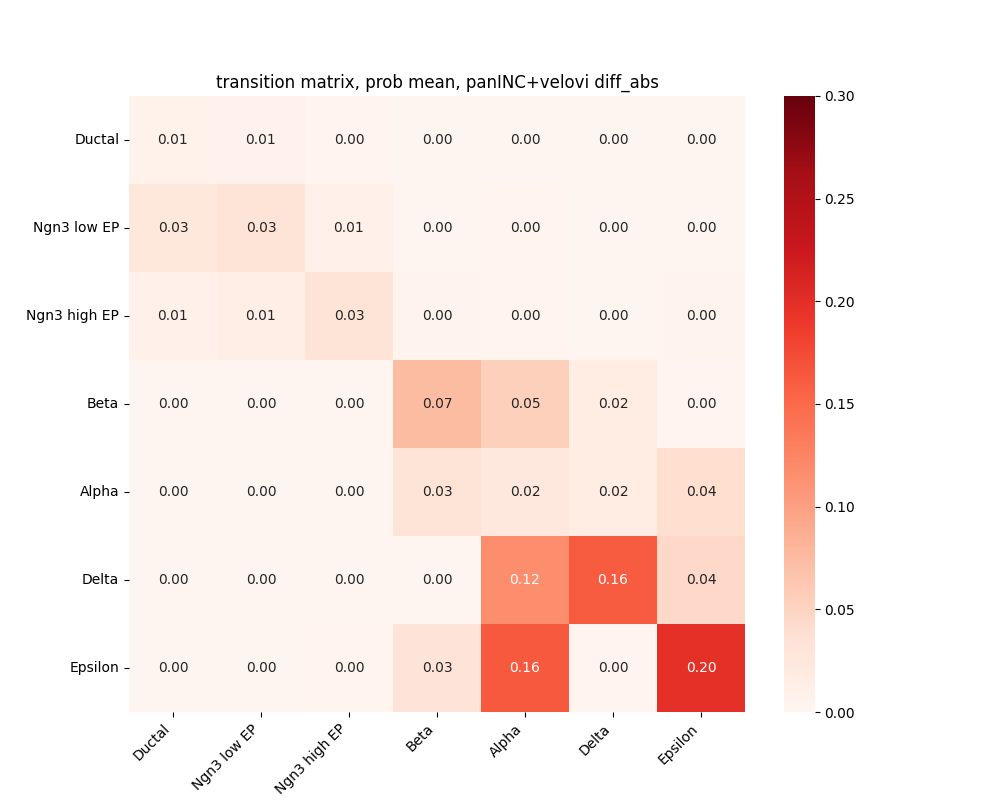 transition matrix, prob mean, panINC+velovi diff_abs
Ductal 0.01 0.01 0.00 0.00 0.00 0.00 0.00
Ngn3 low EP 0.03 0.03 0.01 0.00 0.00 0.00 0.00
Ngn3 high EP 0.01 0.01 0.03 0.00 0.00 0.00 0.00
Beta 0.00 0.00 0.00 0.07 0.05 0.02 0.00
Alpha 0.00 0.00 0.00 0.03 0.02 0.02 0.04
Delta 0.00 0.00 0.00 0.00 0.12 0.16 0.04
Epsilon 0.00 0.00 0.00 0.03 0.16 0.00 0.20
Ductal Ngn3 low EP Ngn3 high EP Beta Alpha Delta Epsilon
0.30
0.25
0.20
0.15
0.10
0.05
0.00